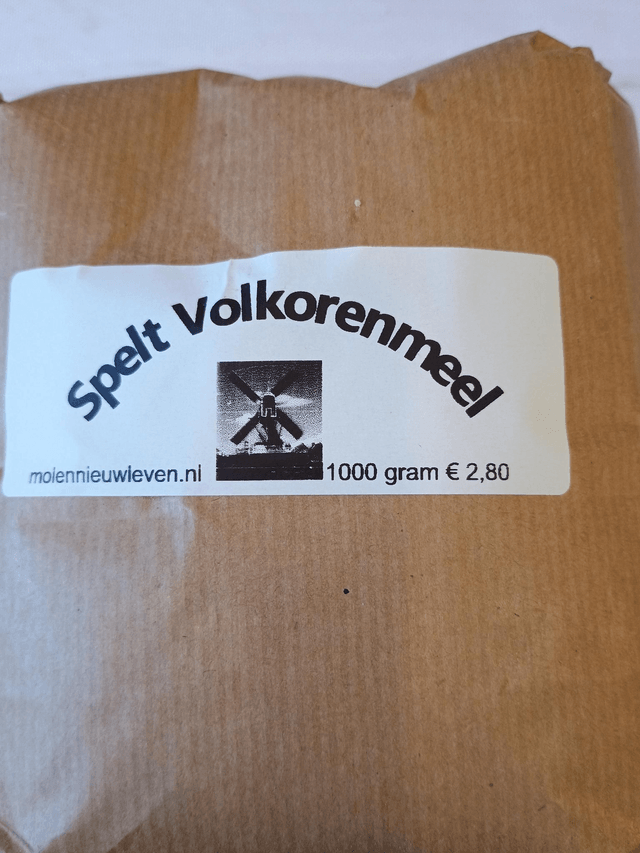 Spelt Volkorenmeel
molennieuwleven.nl
1000 gram € 2,80